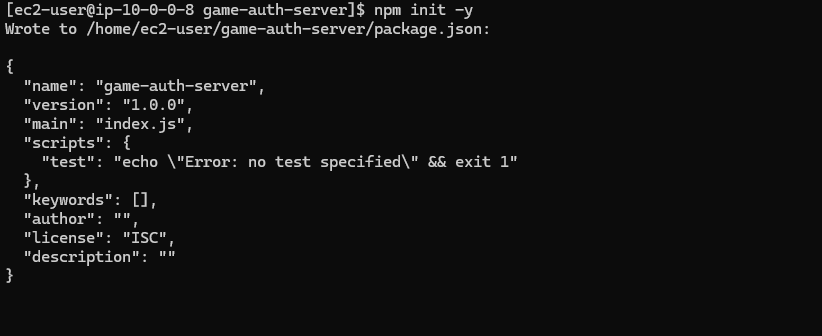 [ec2-user@ip-10-0-0-8 game-auth-server]$ npm init -y
Wrote to /home/ec2-user/game-auth-server/package.json:

{
  "name": "game-auth-server",
  "version": "1.0.0",
  "main": "index.js",
  "scripts": {
    "test": "echo \"Error: no test specified\" && exit 1"
  },
  "keywords": [],
  "author": "",
  "license": "ISC",
  "description": ""
}